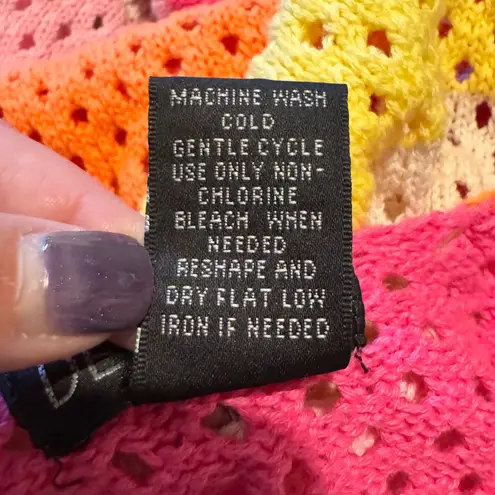 MACHINE WASH
COLD
GENTLE CYCLE
USE ONLY NON-
CHLORINE
BLEACH WHEN
NEEDED
RESHAPE AND
DRY FLAT LOW
IRON IF NEEDED